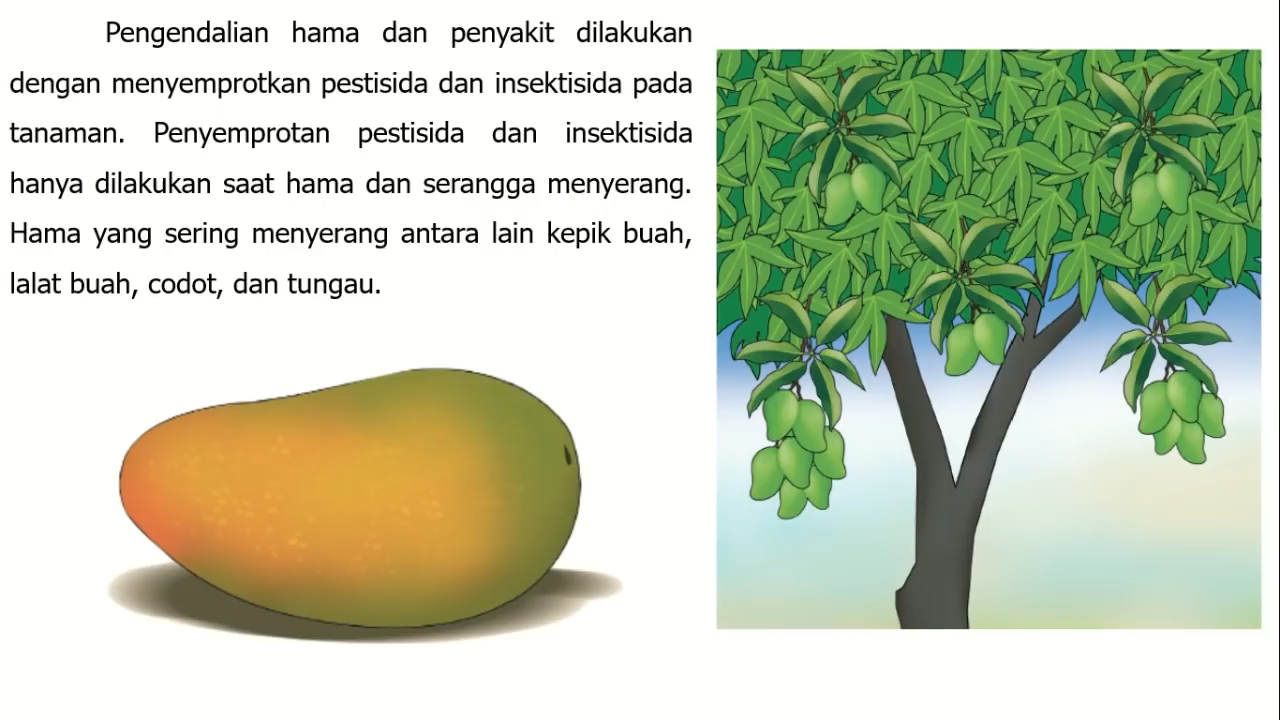 Pengendalian hama dan penyakit dilakukan
dengan menyemprotkan pestisida dan insektisida pada
tanaman. Penyemprotan pestisida dan insektisida
hanya dilakukan saat hama dan serangga menyerang.
Hama yang sering menyerang antara lain kepik buah,
lalat buah, codot, dan tungau.